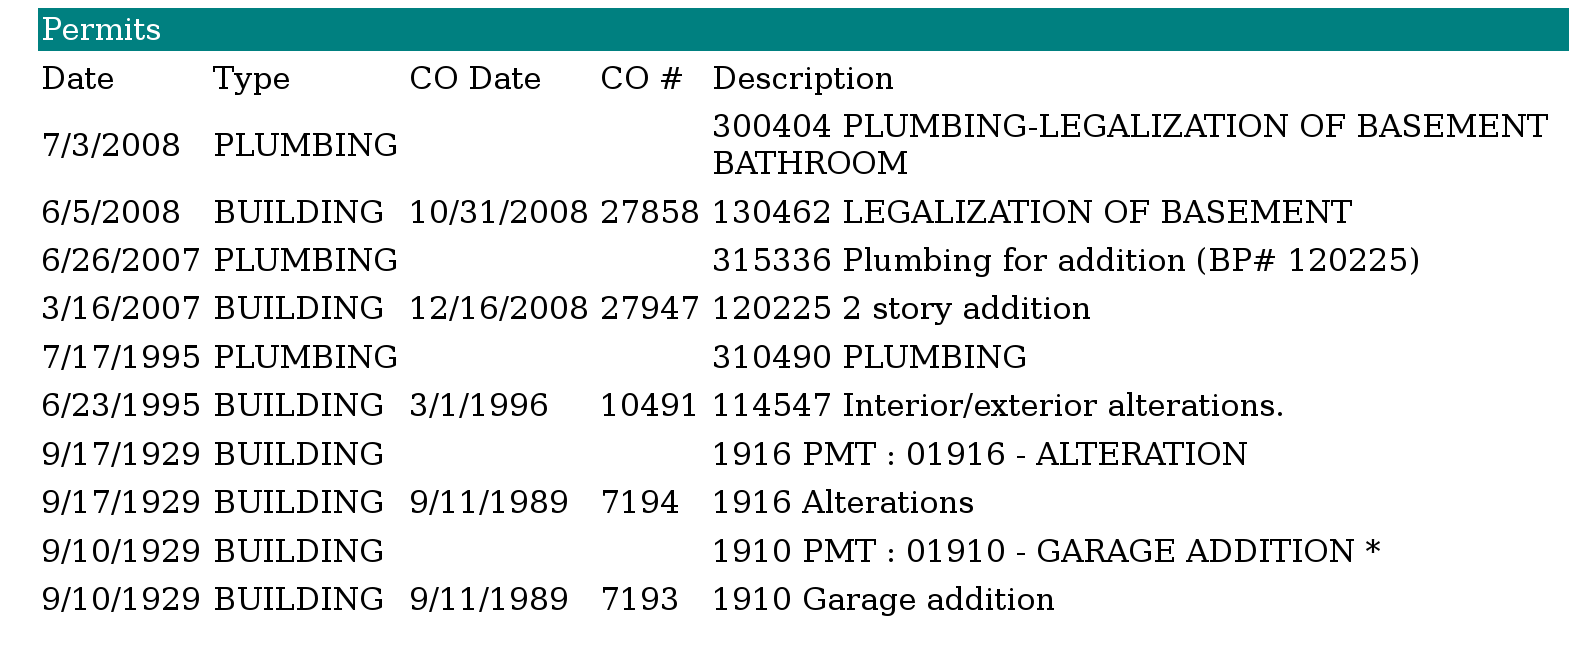 Permits
Date Type CO Date CO # Description
7/3/2008 PLUMBING 300404 PLUMBING-LEGALIZATION OF BASEMENT
BATHROOM
6/5/2008 BUILDING 10/31/2008 27858 130462 LEGALIZATION OF BASEMENT
6/26/2007 PLUMBING 315336 Plumbing for addition (BP# 120225)
3/16/2007 BUILDING 12/16/2008 27947 120225 2 story addition
7/17/1995 PLUMBING 310490 PLUMBING
6/23/1995 BUILDING 3/1/1996 10491 114547 Interior/exterior alterations.
9/17/1929 BUILDING 1916 PMT : 01916 - ALTERATION
9/17/1929 BUILDING 9/11/1989 7194 1916 Alterations
9/10/1929 BUILDING 1910 PMT : 01910 - GARAGE ADDITION *
9/10/1929 BUILDING 9/11/1989 7193 1910 Garage addition